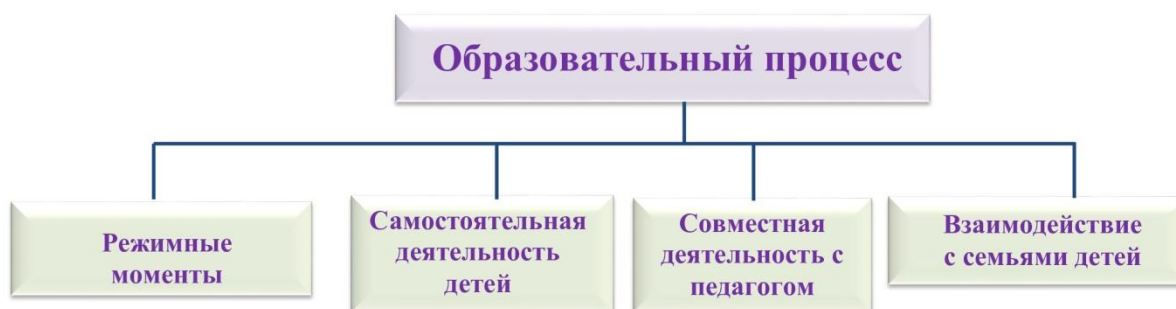 Образовательный процесс
Режимные
моменты
Самостоятельная
деятельность
детей
Совместная
деятельность с
педагогом
Взаимодействие
с семьями детей